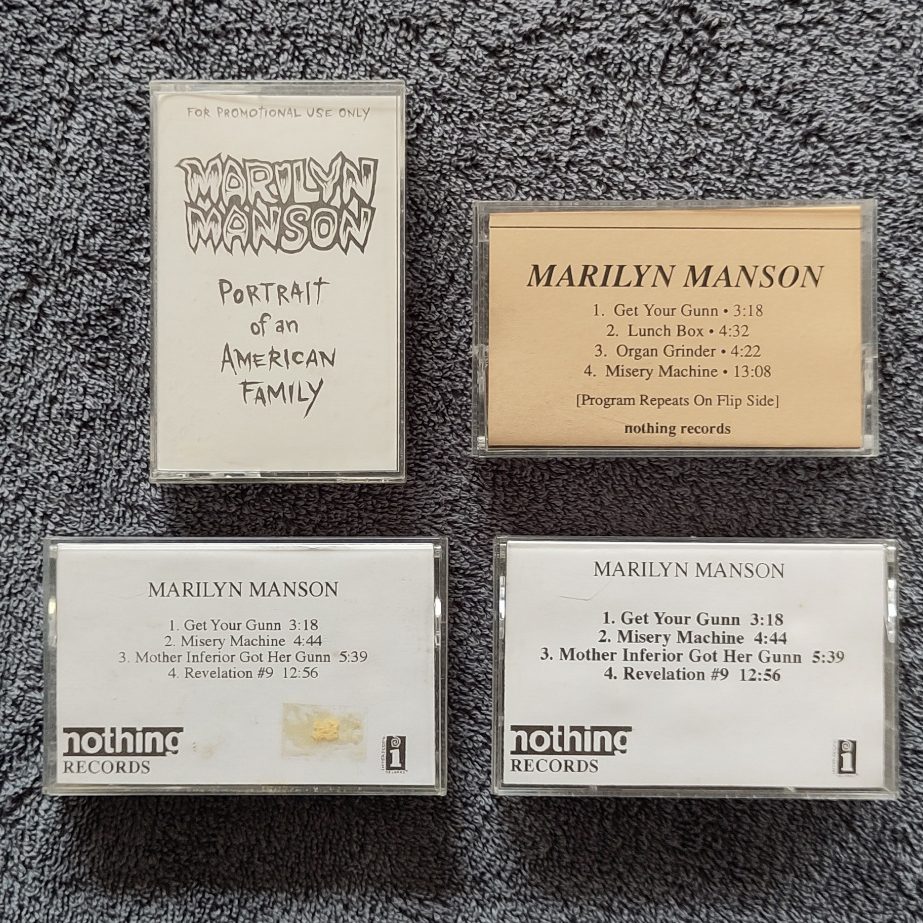 FOR PROMOTIONAL USE ONLY
MARILYN
MANSON
PORTRAIT
of an
AMERICAN
FAMILY
MARILYN MANSON
1. Get Your Gunn • 3:18
2. Lunch Box • 4:32
3. Organ Grinder • 4:22
4. Misery Machine • 13:08
[Program Repeats On Flip Side]
nothing records
MARILYN MANSON
1. Get Your Gunn 3:18
2. Misery Machine 4:44
3. Mother Inferior Got Her Gunn 5:39
4. Revelation #9 12:56
nothing
RECORDS
i
MARILYN MANSON
1. Get Your Gunn 3:18
2. Misery Machine 4:44
3. Mother Inferior Got Her Gunn 5:39
4. Revelation #9 12:56
nothing
RECORDS
i